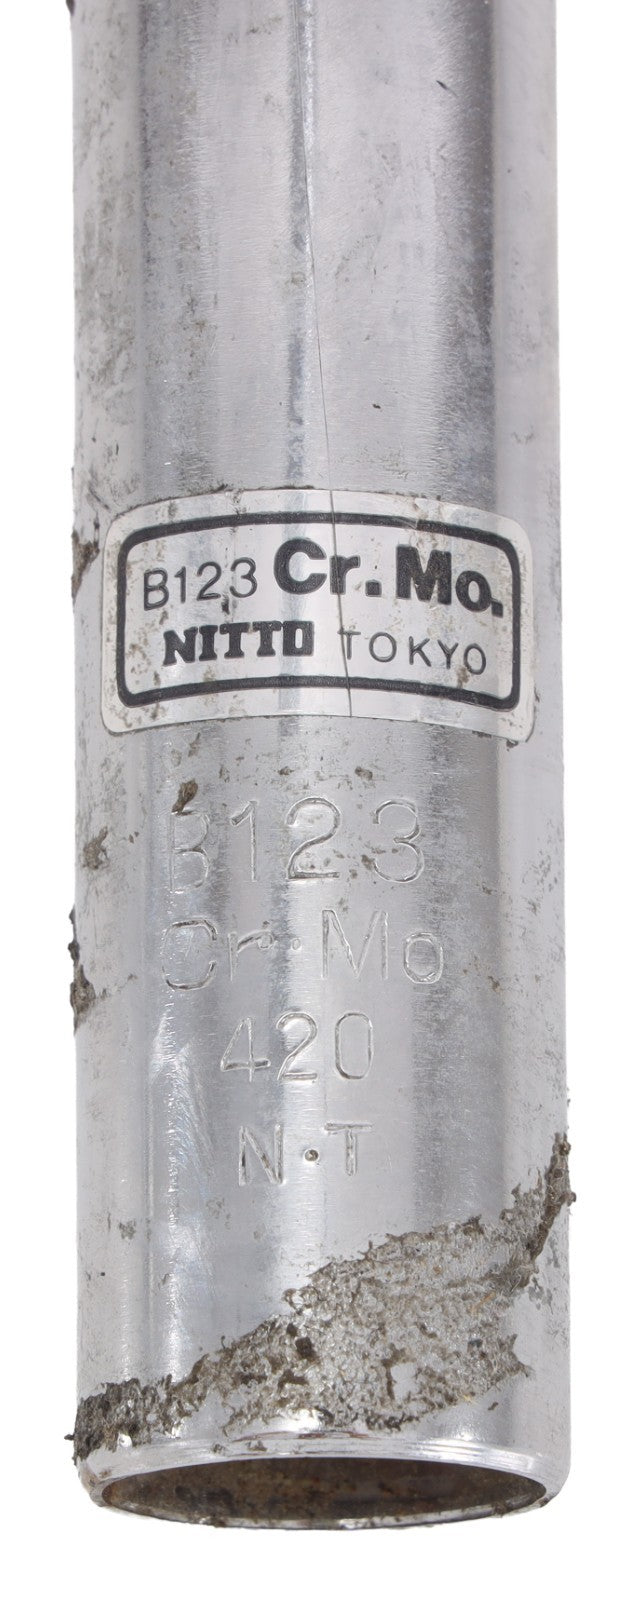 B123 Cr. Mo.
NITTO TOKYO
B123
Cr·Mo
420
N·T